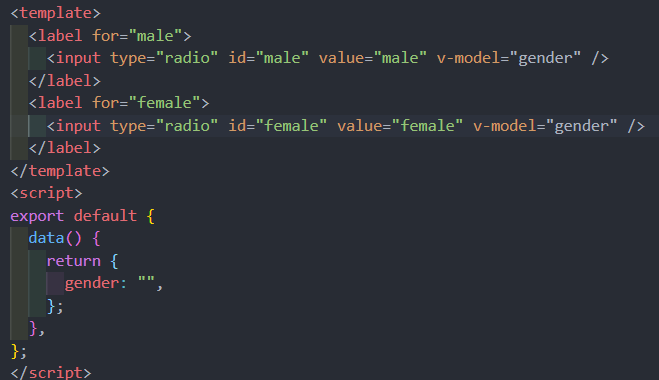 <template>
  <label for="male">
    <input type="radio" id="male" value="male" v-model="gender" />
  </label>
  <label for="female">
    <input type="radio" id="female" value="female" v-model="gender" />
  </label>
</template>
<script>
export default {
  data() {
    return {
      gender: "",
    };
  },
};
</script>